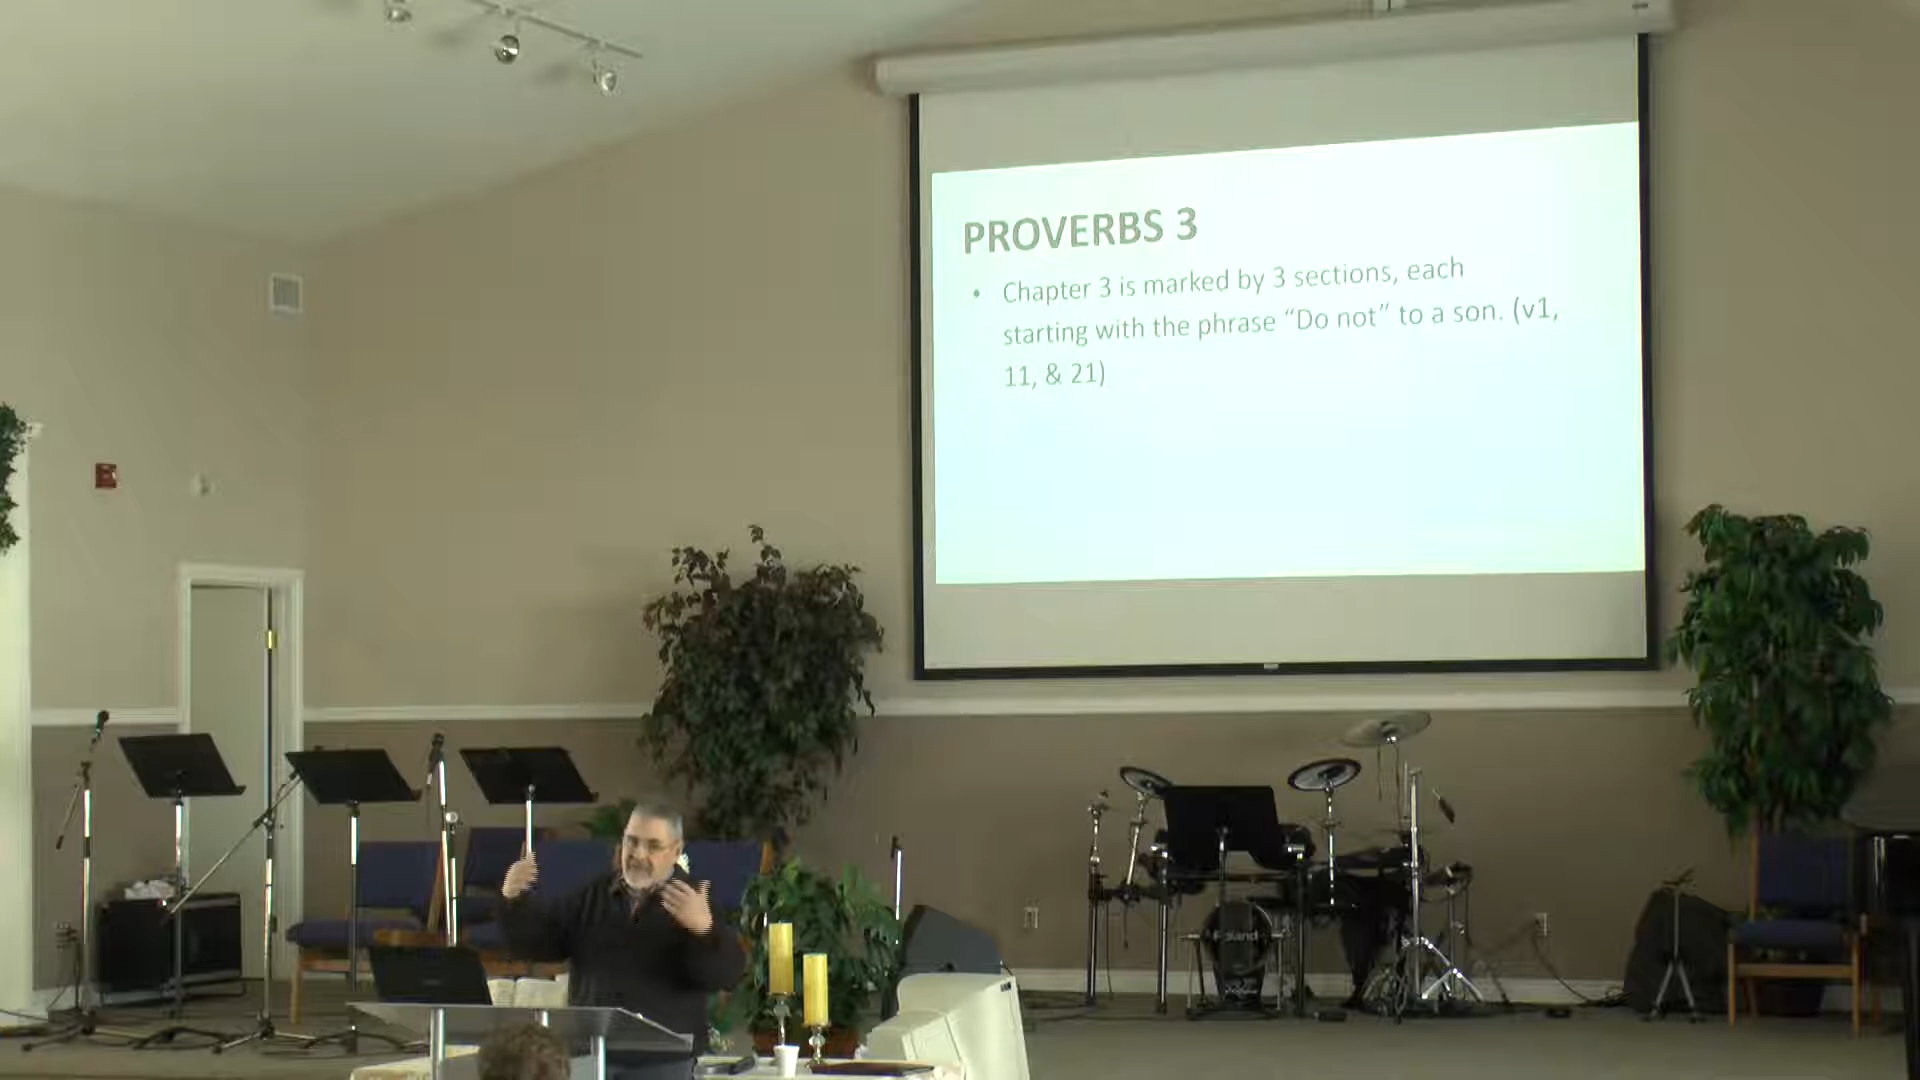 PROVERBS 3
• Chapter 3 is marked by 3 sections, each
starting with the phrase “Do not” to a son. (v1,
11, & 21)
Roland